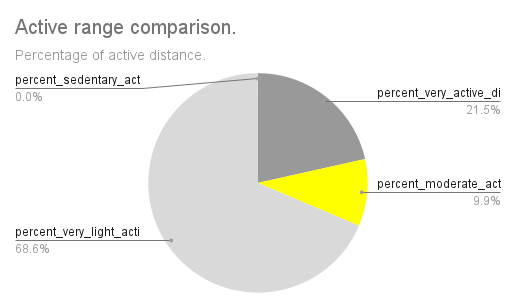 Active range comparison.
Percentage of active distance.
percent_sedentary_act
0.0%
percent_very_active_di
21.5%
percent_moderate_act
9.9%
percent_very_light_acti
68.6%